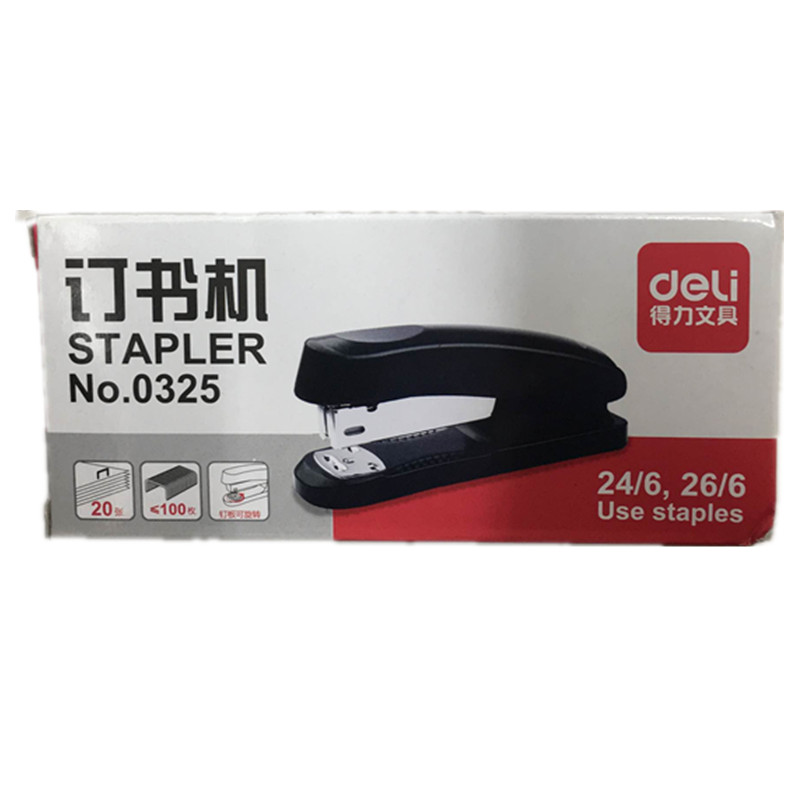 订书机
STAPLER
No.0325
deli
得力文具
20张
≤100枚
钉板可旋转
24/6, 26/6
Use staples